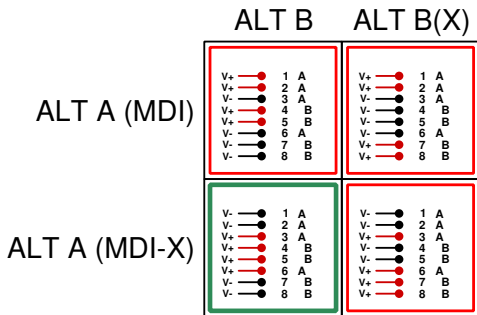 ALT B ALT B(X)
ALT A (MDI)
V+ 1 A
V+ 2 A
V- 3 A
V+ 4 B
V+ 5 B
V- 6 A
V- 7 B
V- 8 B
V+ 1 A
V+ 2 A
V- 3 A
V- 4 B
V- 5 B
V- 6 A
V+ 7 B
V+ 8 B
ALT A (MDI-X)
V- 1 A
V- 2 A
V+ 3 A
V+ 4 B
V+ 5 B
V+ 6 A
V- 7 B
V- 8 B
V- 1 A
V- 2 A
V+ 3 A
V- 4 B
V- 5 B
V+ 6 A
V+ 7 B
V+ 8 B